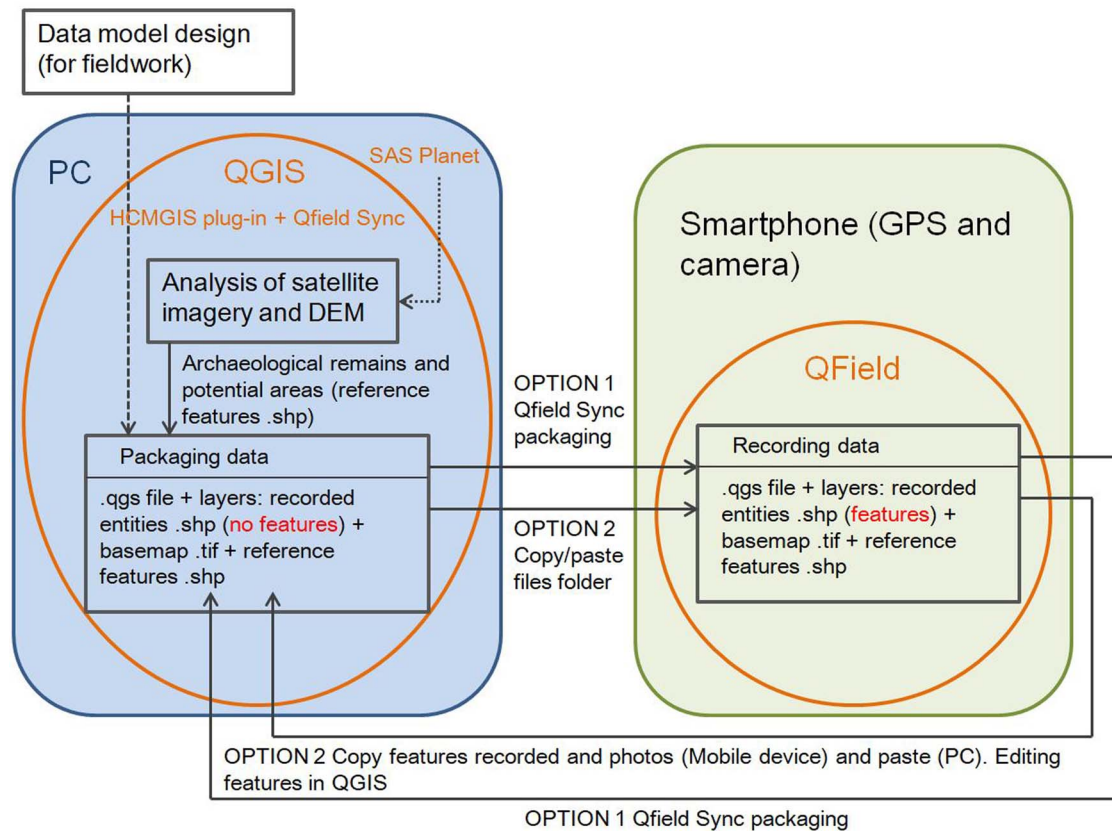 Data model design
(for fieldwork)
PC
QGIS
SAS Planet
HCMGIS plug-in + Qfield Sync
Analysis of satellite
imagery and DEM
Archaeological remains and
potential areas (reference
features .shp)
Packaging data
.qgs file + layers: recorded
entities .shp (no features) +
basemap .tif + reference
features .shp
OPTION 1
Qfield Sync
packaging
OPTION 2
Copy/paste
files folder
Smartphone (GPS and
camera)
QField
Recording data
.qgs file + layers: recorded
entities .shp (features) +
basemap .tif + reference
features .shp
OPTION 2 Copy features recorded and photos (Mobile device) and paste (PC). Editing
features in QGIS
OPTION 1 Qfield Sync packaging